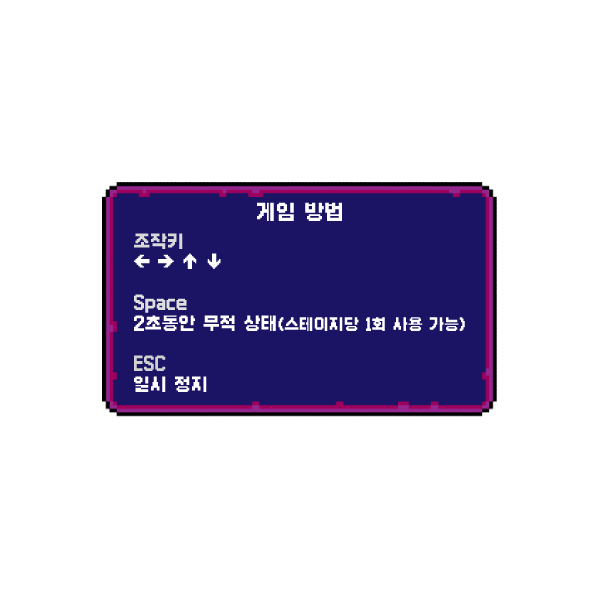 게임 방법
조작키
← → ↑ ↓
Space
2초동안 무적 상태(스테이지당 1회 사용 가능)
ESC
일시 정지